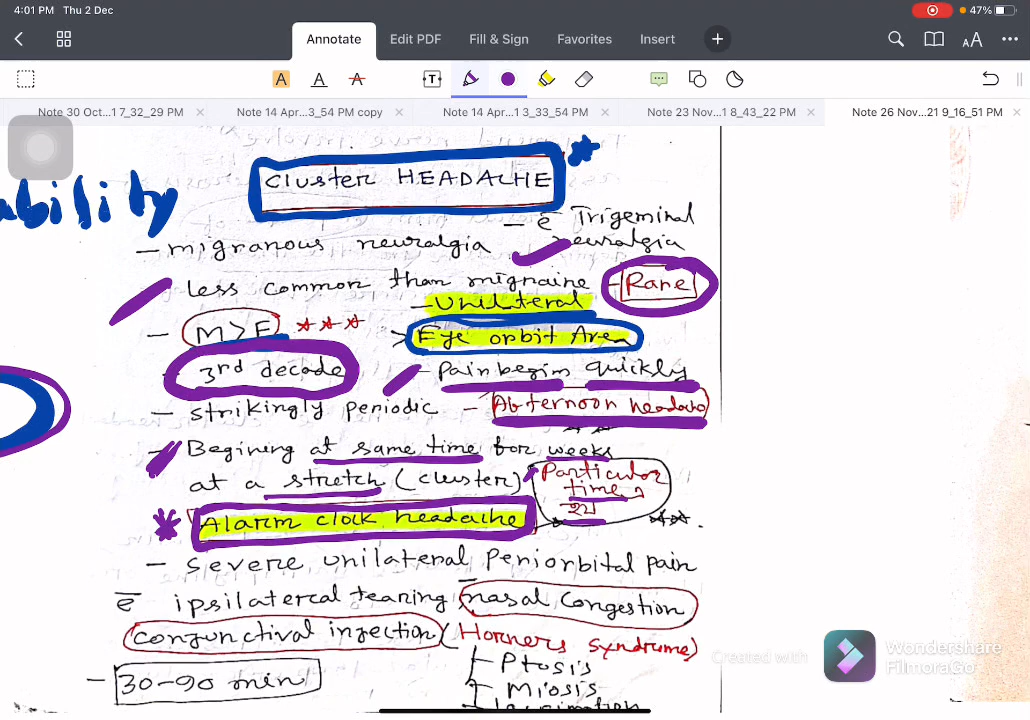 4:01 PM Thu 2 Dec
47%
Annotate
Edit PDF
Fill & Sign
Favorites
Insert
Note 30 Oct...1 7_32_29 PM
Note 14 Apr...3_54 PM copy
Note 14 Apr...1 3_33_54 PM
Note 23 Nov...1 8_43_22 PM
Note 26 Nov...21 9_16_51 PM
ability
Cluster HEADACHE
– c̄ Trigeminal
neuralgia
– migranous neuralgia
less common than mignaine – Rare
– Unilateral
– M>F *** > Eye orbit Area
- 3rd decade – Pain begin quickly
– strikingly periodic – Abternoon headache
Begining at same time for weeks
at a stretch (cluster) Particular
time
* Alarm clock headache
– severe unilateral Periorbital pain
c̄ ipsilateral tearing nasal Congestion
conjunctival injection (Horners syndrome)
Ptosis
– 30-90 min Miosis
lacrimation
Created with
Wondershare
FilmoraGo